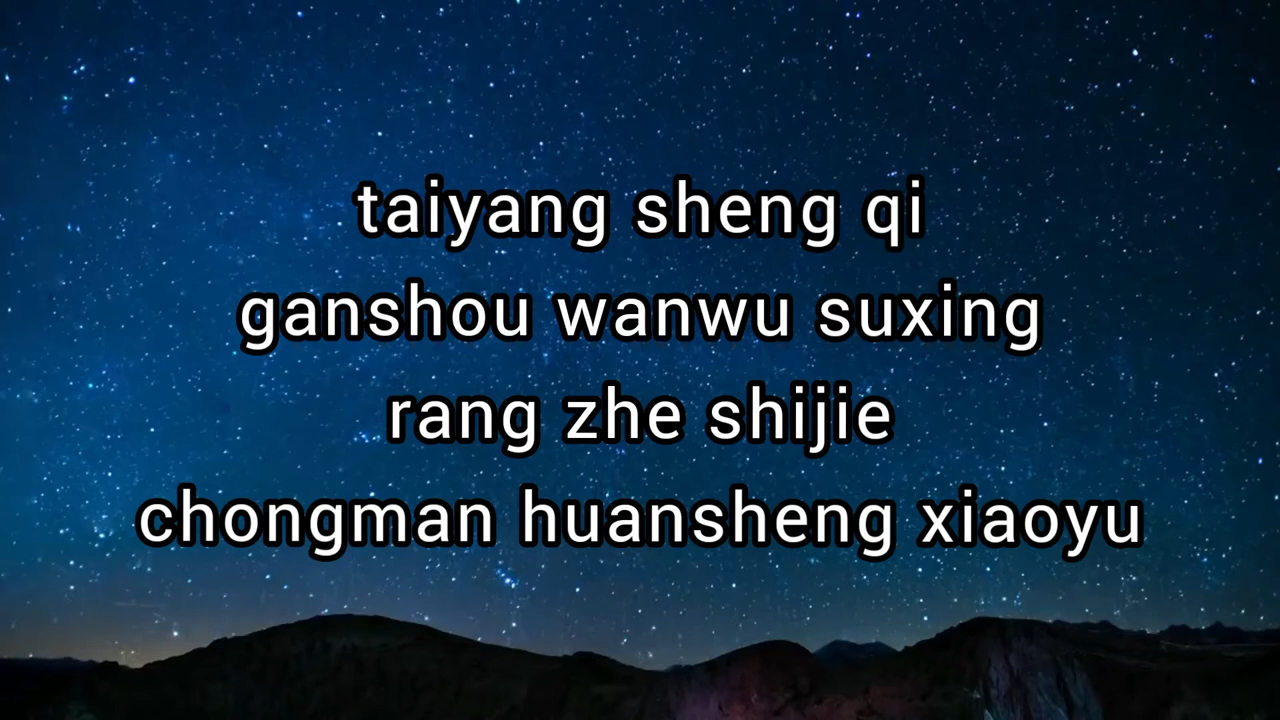 taiyang sheng qi
ganshou wanwu suxing
rang zhe shijie
chongman huansheng xiaoyu